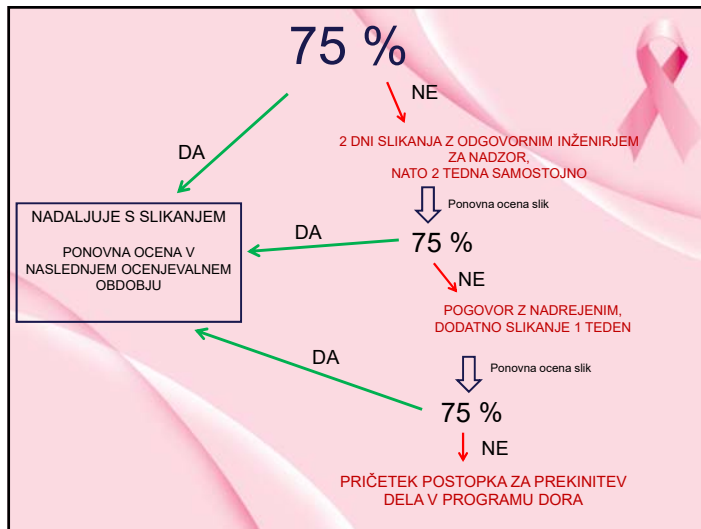 75 %
NE
DA
2 DNI SLIKANJA Z ODGOVORNIM INŽENIRJEM
ZA NADZOR,
NATO 2 TEDNA SAMOSTOJNO
NADALJUJE S SLIKANJEM
PONOVNA OCENA V
NASLEDNJEM OCENJEVALNEM
OBDOBJU
Ponovna ocena slik
DA
75 %
NE
POGOVOR Z NADREJENIM,
DODATNO SLIKANJE 1 TEDEN
DA
Ponovna ocena slik
75 %
NE
PRIČETEK POSTOPKA ZA PREKINITEV
DELA V PROGRAMU DORA